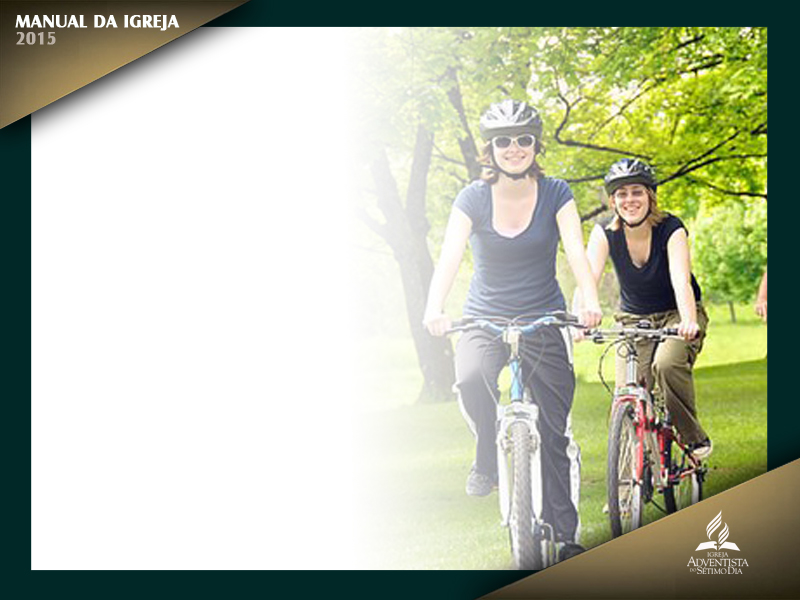 MANUAL DA IGREJA
2015
IGREJA
ADVENTISTA
DO SÉTIMO DIA